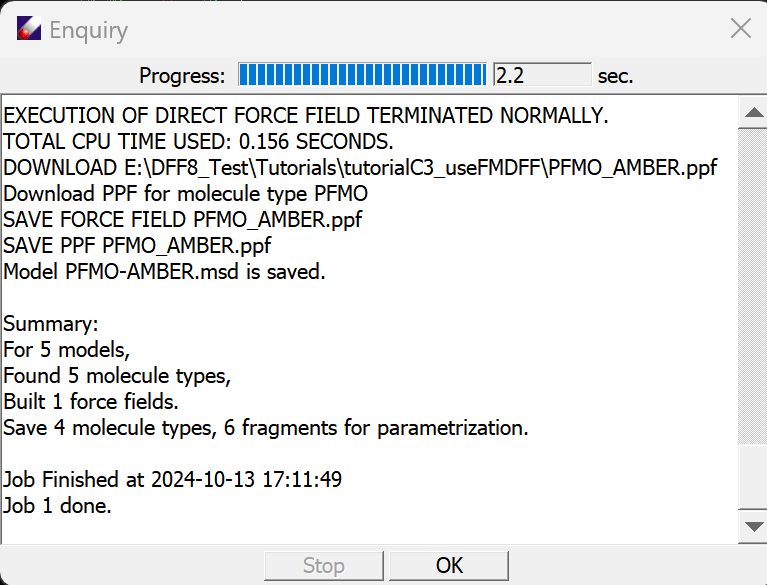 Enquiry
Progress: 2.2 sec.
EXECUTION OF DIRECT FORCE FIELD TERMINATED NORMALLY.
TOTAL CPU TIME USED: 0.156 SECONDS.
DOWNLOAD E:\DFF8_Test\Tutorials\tutorialC3_useFMDFF\PFMO_AMBER.ppf
Download PPF for molecule type PFMO
SAVE FORCE FIELD PFMO_AMBER.ppf
SAVE PPF PFMO_AMBER.ppf
Model PFMO-AMBER.msd is saved.
Summary:
For 5 models,
Found 5 molecule types,
Built 1 force fields.
Save 4 molecule types, 6 fragments for parametrization.
Job Finished at 2024-10-13 17:11:49
Job 1 done.
Stop OK